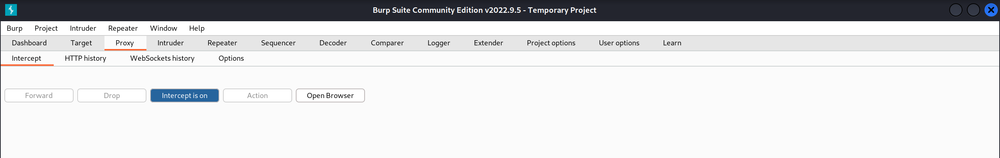 Burp Suite Community Edition v2022.9.5 - Temporary Project
Burp Project Intruder Repeater Window Help
Dashboard Target Proxy Intruder Repeater Sequencer Decoder Comparer Logger Extender Project options User options Learn
Intercept HTTP history WebSockets history Options
Forward Drop Intercept is on Action Open Browser